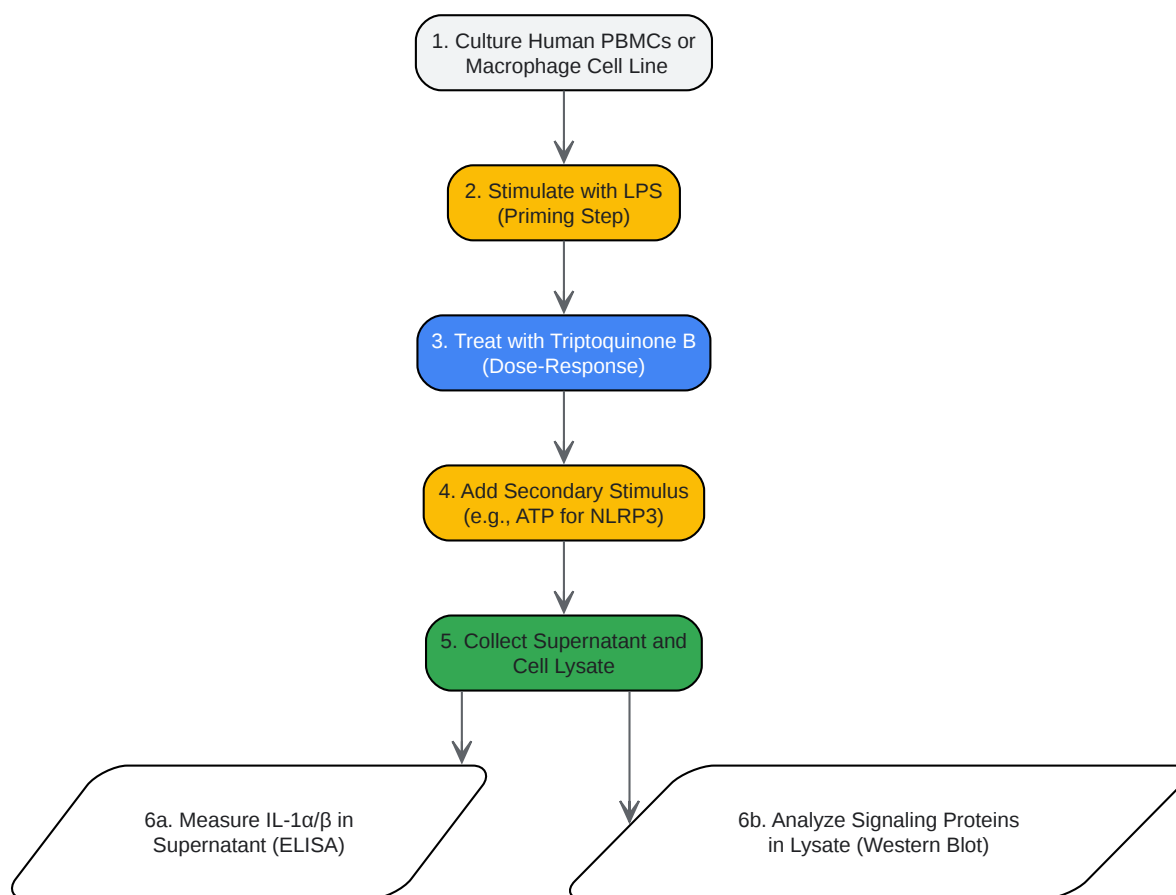 1. Culture Human PBMCs or
Macrophage Cell Line
2. Stimulate with LPS
(Priming Step)
3. Treat with Triptoquinone B
(Dose-Response)
4. Add Secondary Stimulus
(e.g., ATP for NLRP3)
5. Collect Supernatant and
Cell Lysate
6a. Measure IL-1α/β in
Supernatant (ELISA)
6b. Analyze Signaling Proteins
in Lysate (Western Blot)